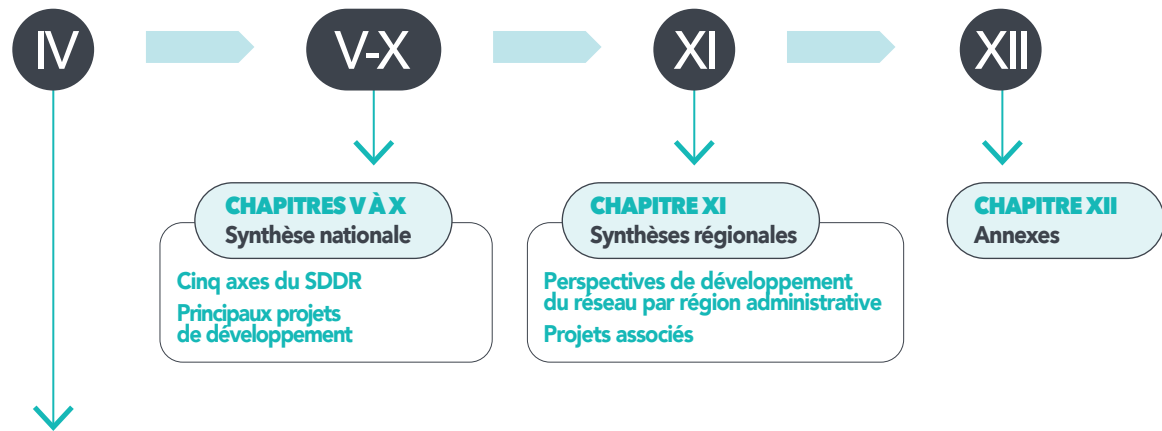 IV
V-X
XI
XII
CHAPITRES V À X
Synthèse nationale
Cinq axes du SDDR
Principaux projets
de développement
CHAPITRE XI
Synthèses régionales
Perspectives de développement
du réseau par région administrative
Projets associés
CHAPITRE XII
Annexes